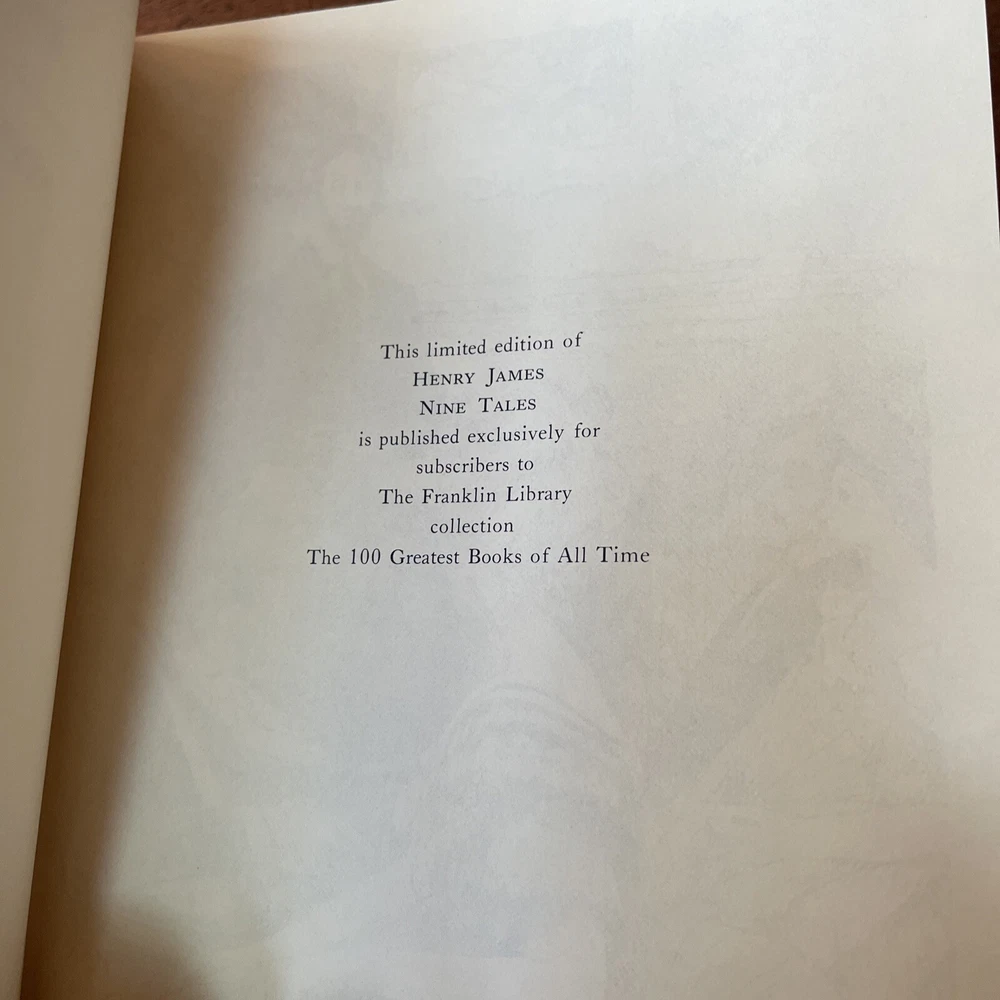 This limited edition of
HENRY JAMES
NINE TALES
is published exclusively for
subscribers to
The Franklin Library
collection
The 100 Greatest Books of All Time